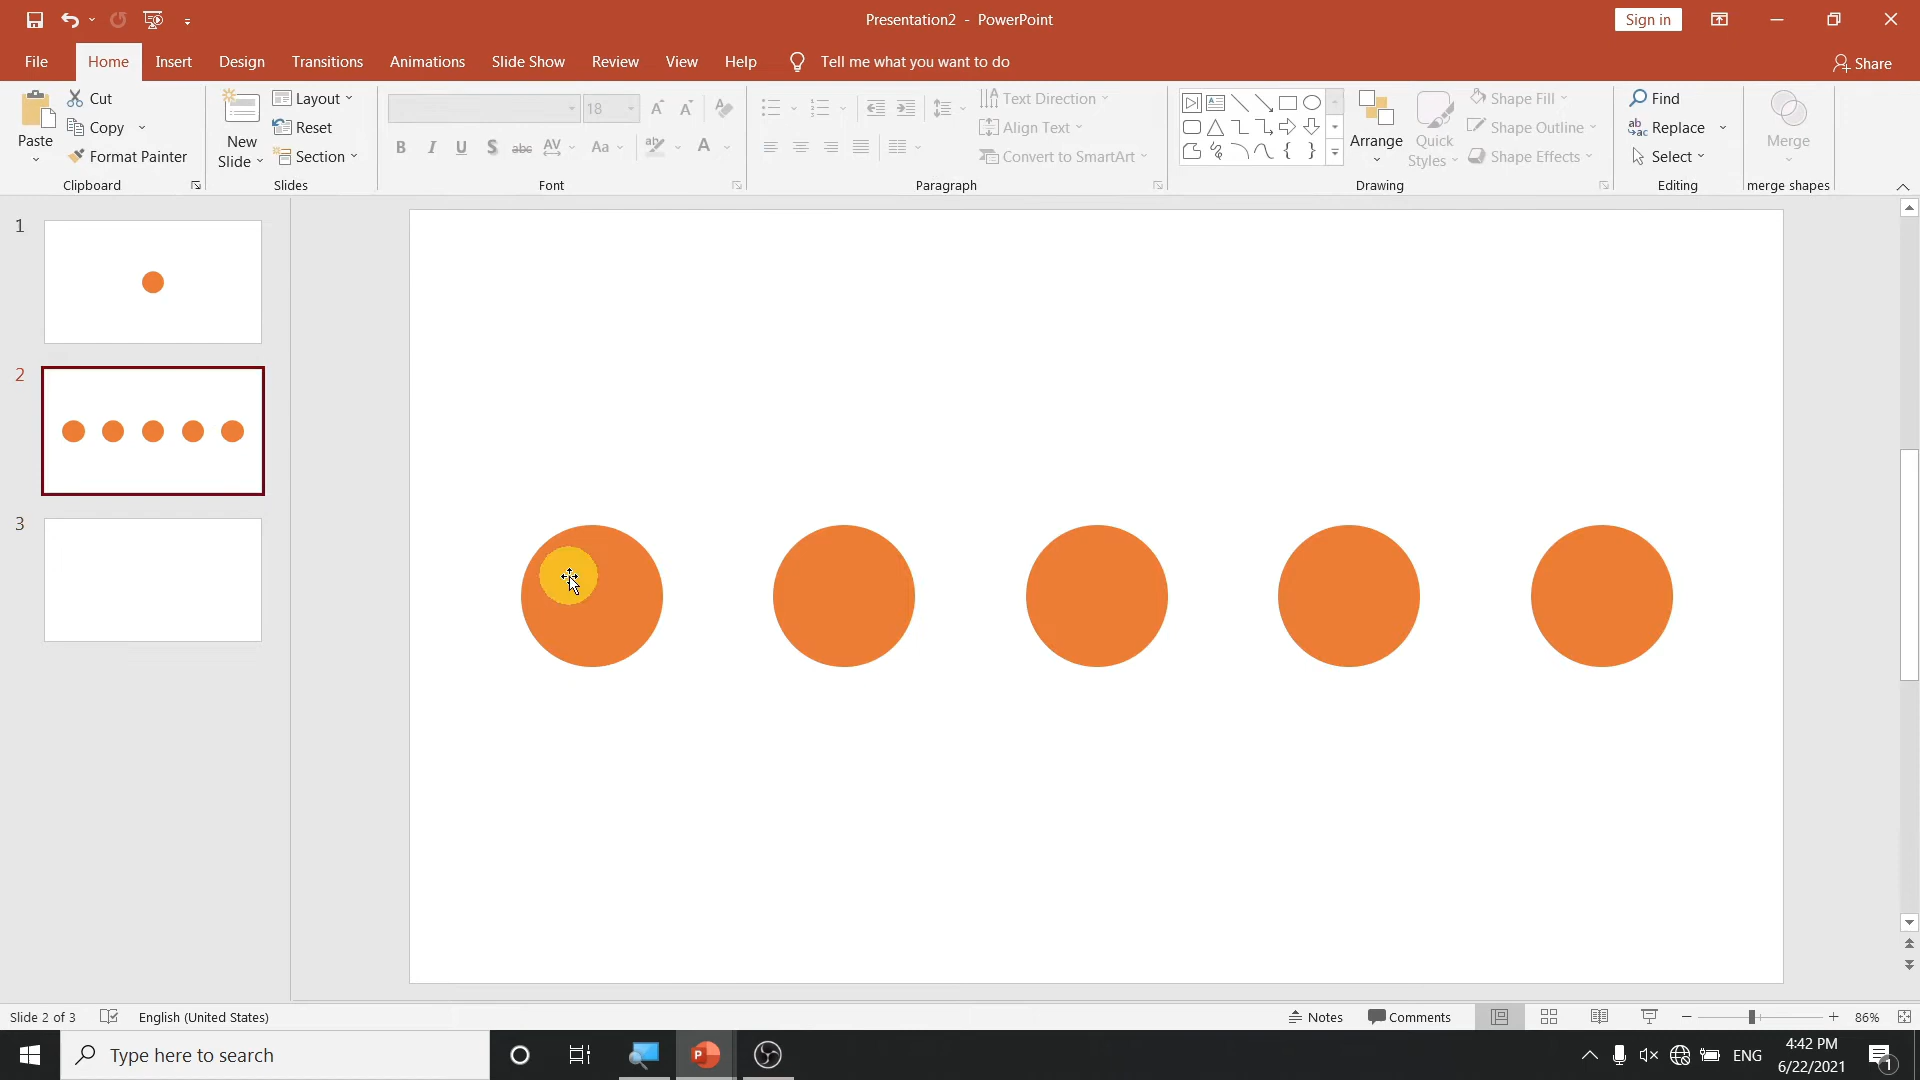 Presentation2 - PowerPoint
Sign in
File Home Insert Design Transitions Animations Slide Show Review View Help Tell me what you want to do Share
Paste
Cut
Copy
Format Painter
Clipboard
New Slide
Layout
Reset
Section
Slides
18
B I U S abc AV Aa A
Font
Text Direction
Align Text
Convert to SmartArt
Paragraph
Arrange
Quick Styles
Shape Fill
Shape Outline
Shape Effects
Drawing
Find
Replace
Select
Editing
Merge
merge shapes
1
2
3
Slide 2 of 3 English (United States) Notes Comments 86%
Type here to search
P
ENG
4:42 PM
6/22/2021
1